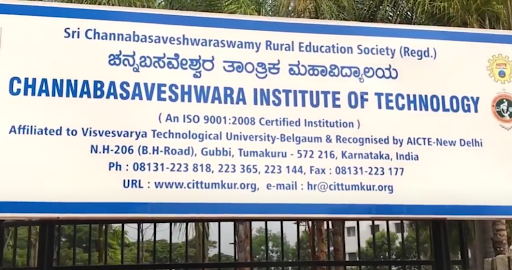 Sri Channabasaveshwaraswamy Rural Education Society (Regd.)
ಚನ್ನಬಸವೇಶ್ವರ ತಾಂತ್ರಿಕ ಮಹಾವಿದ್ಯಾಲಯ
CHANNABASAVESHWARA INSTITUTE OF TECHNOLOGY
( An ISO 9001:2008 Certified Institution )
Affiliated to Visvesvarya Technological University-Belgaum & Recognised by AICTE-New Delhi
N.H-206 (B.H-Road), Gubbi, Tumakuru - 572 216, Karnataka, India
Ph : 08131-223 818, 223 365, 223 144, Fax : 08131-223 177
URL : www.cittumkur.org, e-mail : hr@cittumkur.org